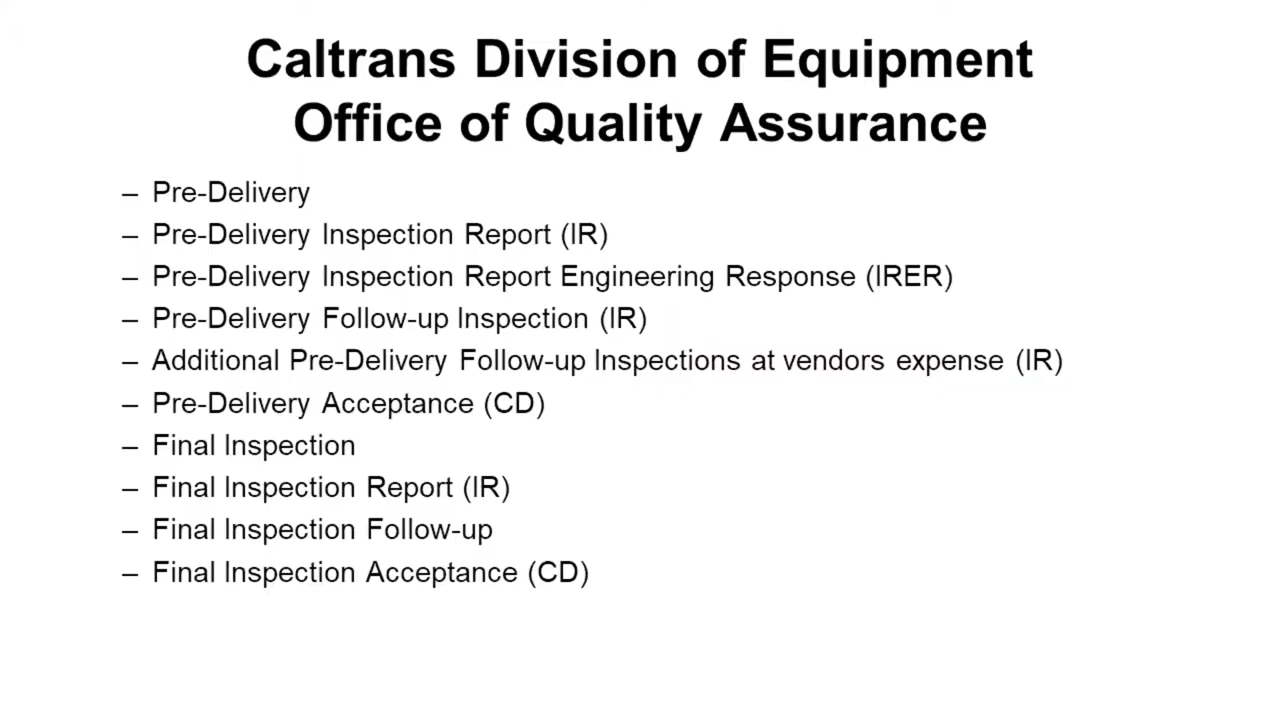 Caltrans Division of Equipment
Office of Quality Assurance
– Pre-Delivery
– Pre-Delivery Inspection Report (IR)
– Pre-Delivery Inspection Report Engineering Response (IRER)
– Pre-Delivery Follow-up Inspection (IR)
– Additional Pre-Delivery Follow-up Inspections at vendors expense (IR)
– Pre-Delivery Acceptance (CD)
– Final Inspection
– Final Inspection Report (IR)
– Final Inspection Follow-up
– Final Inspection Acceptance (CD)